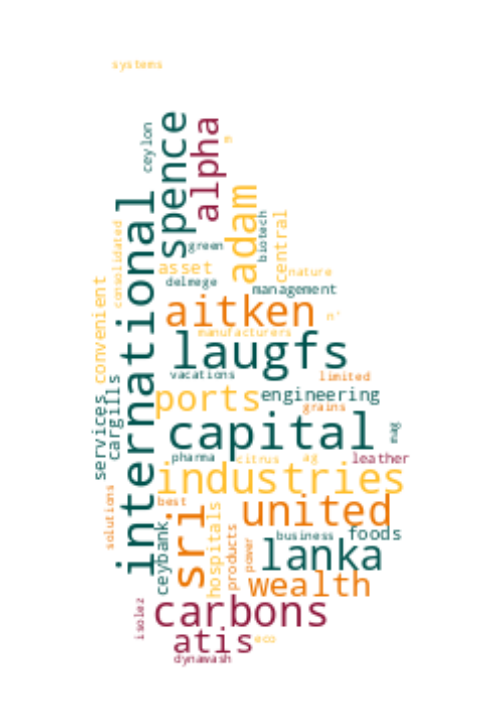 systems
ceylon
spence
alpha
g
international
adam
biotech
central
consolidated
green
asset
nature
delmege
management
convenient
aitken
n'
manufacturers
laugfs
vacations
limited
cargills
services
ports
engineering
grains
capital
mag
pharma
citrus
ag
leather
industries
solutions
best
sri
united
hospitals
products
power
business
foods
ceybank
lanka
wealth
isolez
carbons
atis
eco
dynawash